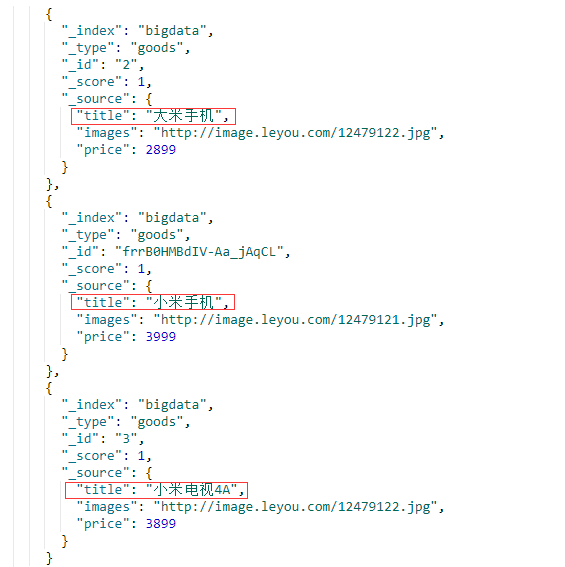 {
"_index": "bigdata",
"_type": "goods",
"_id": "2",
"_score": 1,
"_source": {
"title": "大米手机",
"images": "http://image.leyou.com/12479122.jpg",
"price": 2899
}
},
{
"_index": "bigdata",
"_type": "goods",
"_id": "frrB0HMBdIV-Aa_jAqCL",
"_score": 1,
"_source": {
"title": "小米手机",
"images": "http://image.leyou.com/12479121.jpg",
"price": 3999
}
},
{
"_index": "bigdata",
"_type": "goods",
"_id": "3",
"_score": 1,
"_source": {
"title": "小米电视4A",
"images": "http://image.leyou.com/12479122.jpg",
"price": 3899
}
}